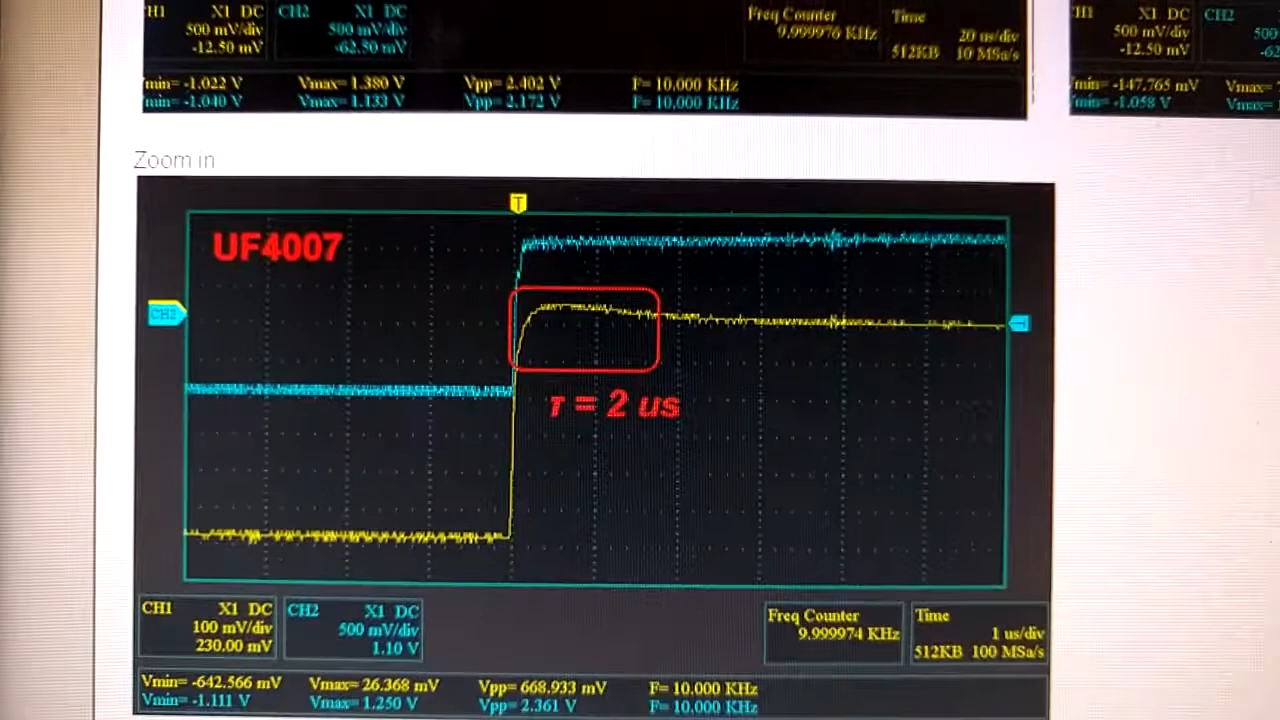 H1 X1 DC CH2 X1 DC
500 mV/div 500 mV/div
-12.50 mV -62.50 mV
Freq Counter
9.999976 KHz
Time
20 us/div
512KB 10 MSa/s
min= -1.022 V Vmax= 1.380 V Vpp= 2.402 V F= 10.000 KHz
min= -1.040 V Vmax= 1.133 V Vpp= 2.172 V F= 10.000 KHz
H1 X1 DC CH2
500 mV/div 500
-12.50 mV -62
min= -147.765 mV Vmax=
min= -1.058 V Vmax=
Zoom in
T
UF4007
CH2
τ = 2 us
CH1 X1 DC
100 mV/div
230.00 mV
CH2 X1 DC
500 mV/div
1.10 V
Freq Counter
9.999974 KHz
Time
1 us/div
512KB 100 MSa/s
Vmin= -642.566 mV Vmax= 26.368 mV Vpp= 668.933 mV F= 10.000 KHz
Vmin= -1.111 V Vmax= 1.250 V Vpp= 2.361 V F= 10.000 KHz